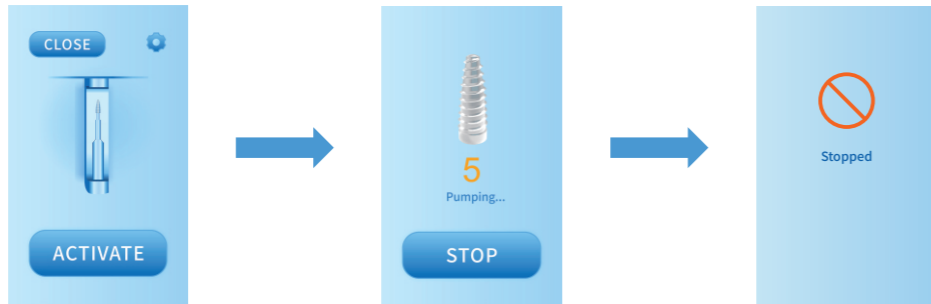 CLOSE
ACTIVATE
5
Pumping...
STOP
Stopped